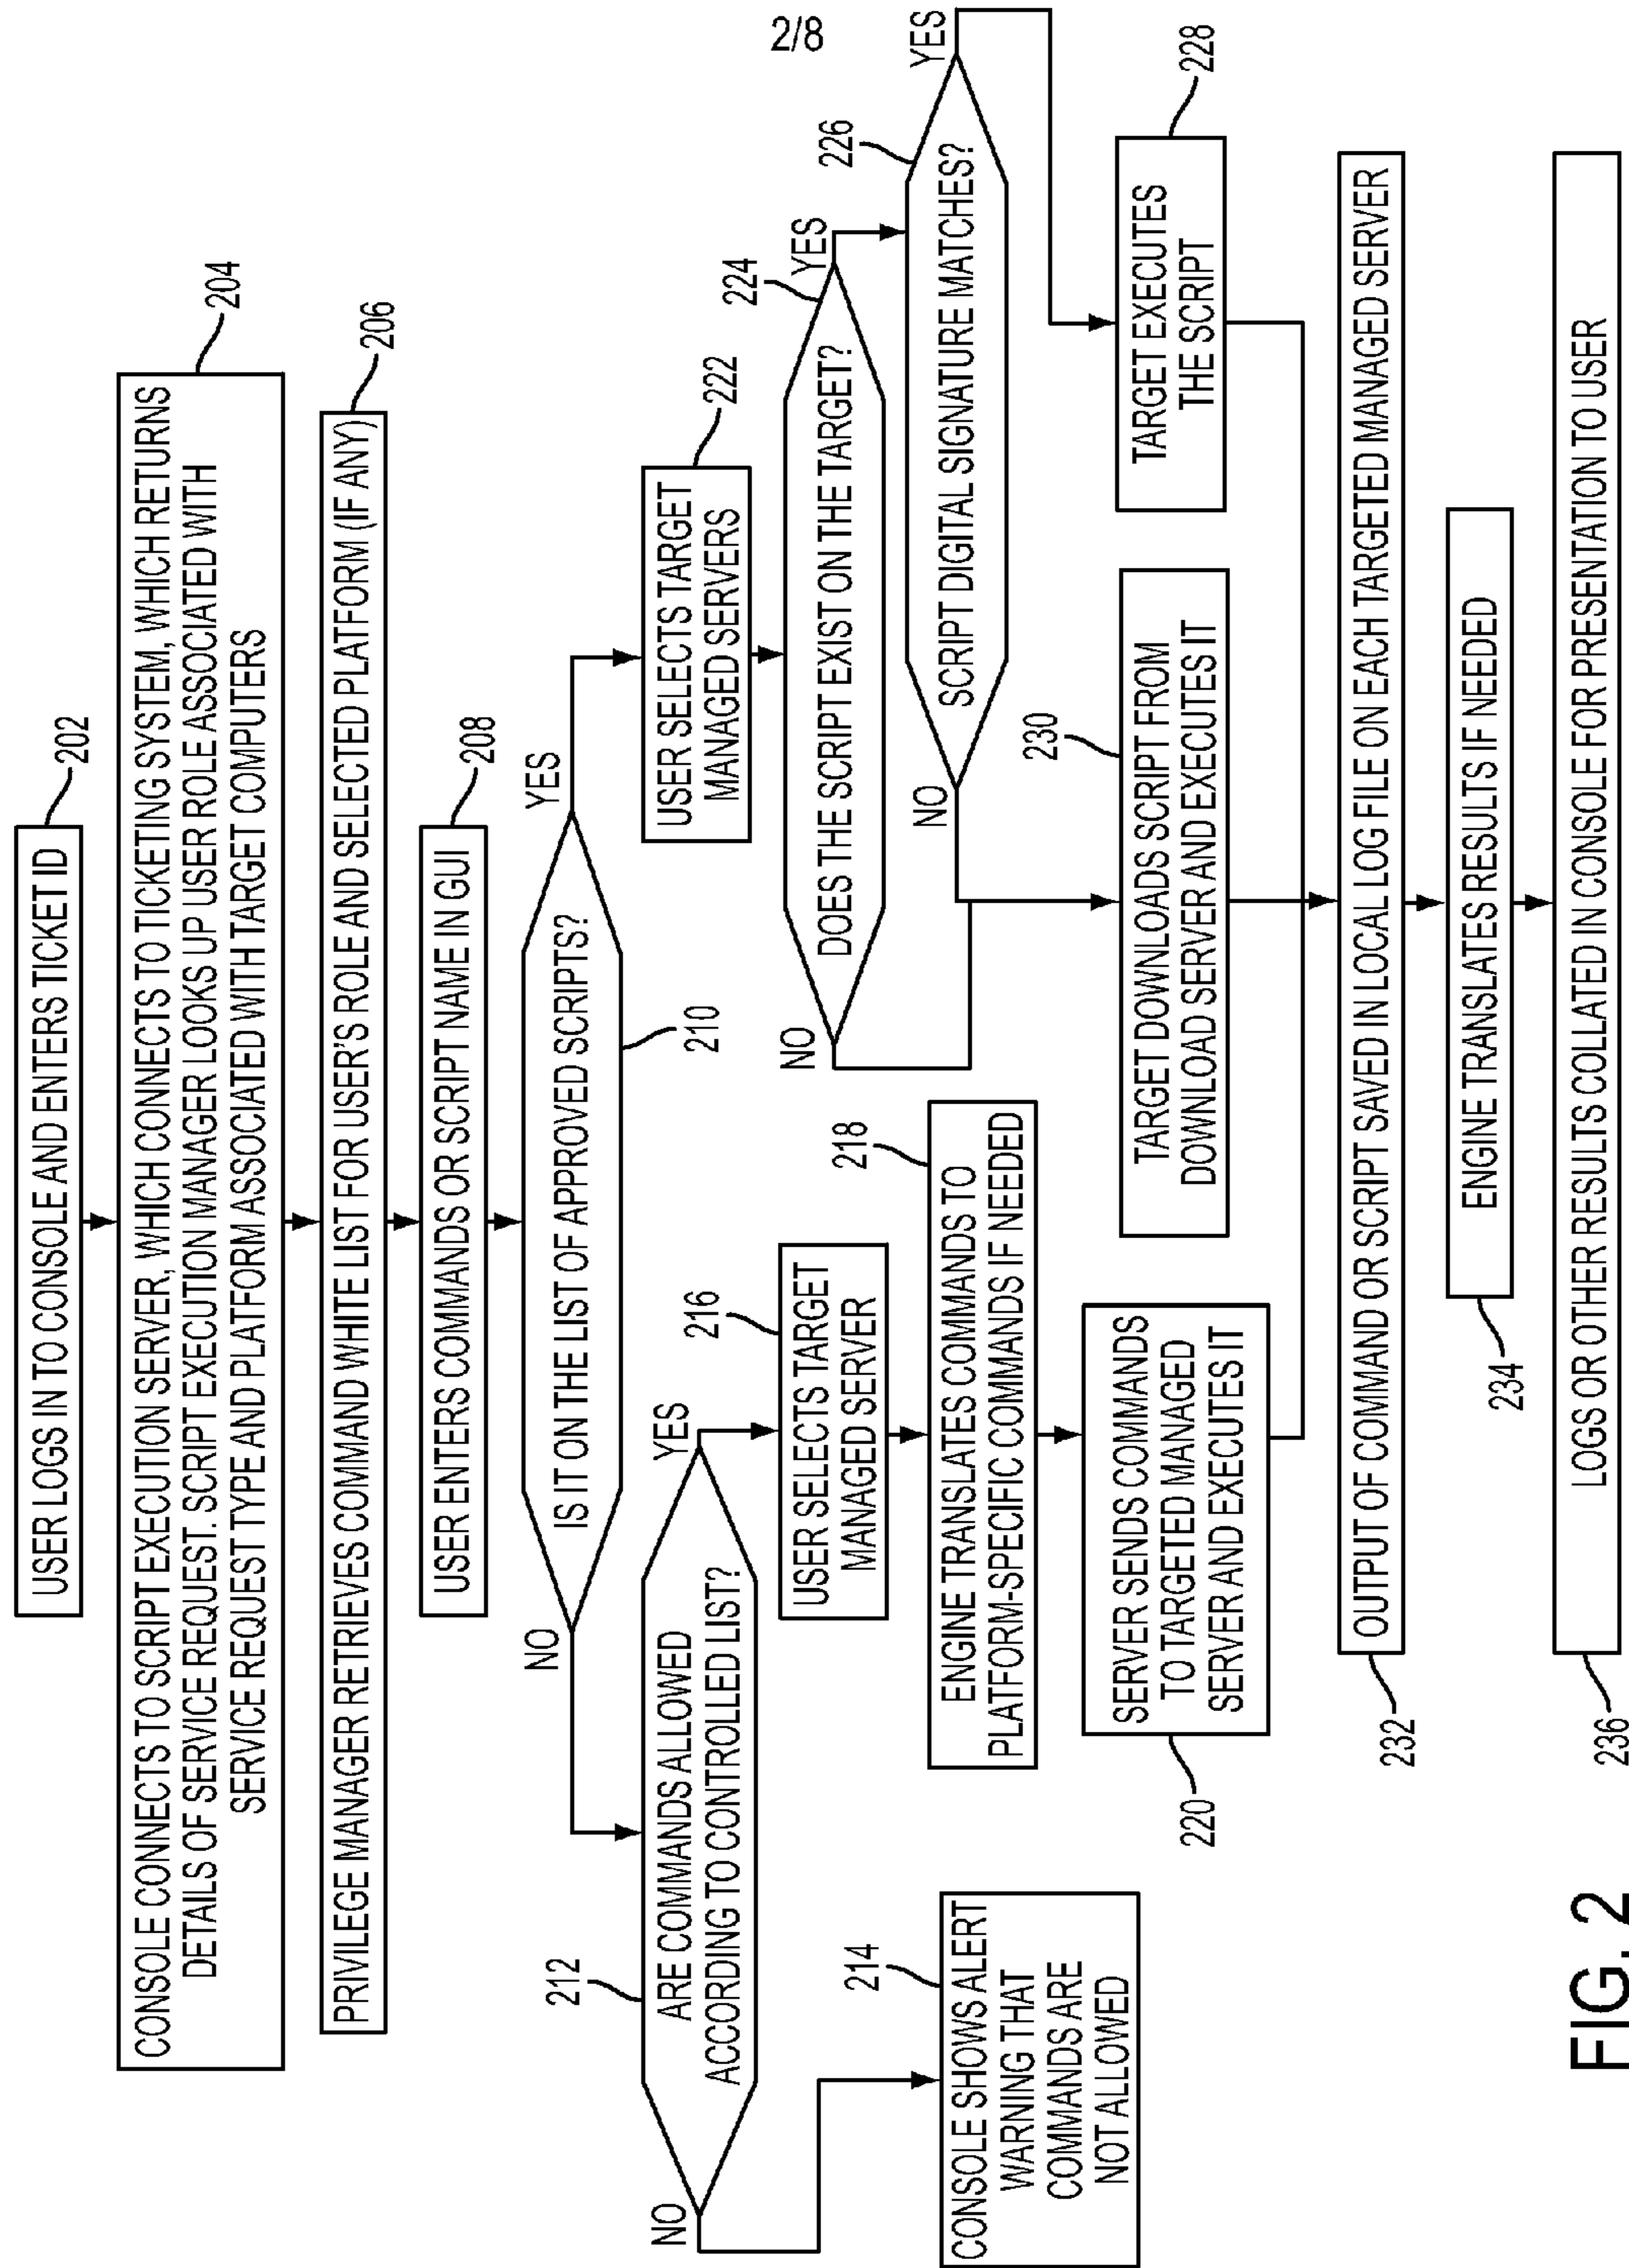 2/8
USER LOGS IN TO CONSOLE AND ENTERS TICKET ID
202
CONSOLE CONNECTS TO SCRIPT EXECUTION SERVER, WHICH CONNECTS TO TICKETING SYSTEM, WHICH RETURNS
DETAILS OF SERVICE REQUEST. SCRIPT EXECUTION MANAGER LOOKS UP USER ROLE ASSOCIATED WITH
SERVICE REQUEST TYPE AND PLATFORM ASSOCIATED WITH TARGET COMPUTERS
204
PRIVILEGE MANAGER RETRIEVES COMMAND WHITE LIST FOR USER'S ROLE AND SELECTED PLATFORM (IF ANY)
206
USER ENTERS COMMANDS OR SCRIPT NAME IN GUI
208
NO
IS IT ON THE LIST OF APPROVED SCRIPTS?
YES
210
212
NO
ARE COMMANDS ALLOWED
ACCORDING TO CONTROLLED LIST?
YES
214
CONSOLE SHOWS ALERT
WARNING THAT
COMMANDS ARE
NOT ALLOWED
216
USER SELECTS TARGET
MANAGED SERVER
218
ENGINE TRANSLATES COMMANDS TO
PLATFORM-SPECIFIC COMMANDS IF NEEDED
SERVER SENDS COMMANDS
TO TARGETED MANAGED
SERVER AND EXECUTES IT
220
USER SELECTS TARGET
MANAGED SERVERS
222
NO
DOES THE SCRIPT EXIST ON THE TARGET?
YES
224
NO
SCRIPT DIGITAL SIGNATURE MATCHES?
YES
226
230
TARGET DOWNLOADS SCRIPT FROM
DOWNLOAD SERVER AND EXECUTES IT
TARGET EXECUTES
THE SCRIPT
228
OUTPUT OF COMMAND OR SCRIPT SAVED IN LOCAL LOG FILE ON EACH TARGETED MANAGED SERVER
232
ENGINE TRANSLATES RESULTS IF NEEDED
234
LOGS OR OTHER RESULTS COLLATED IN CONSOLE FOR PRESENTATION TO USER
236
FIG. 2